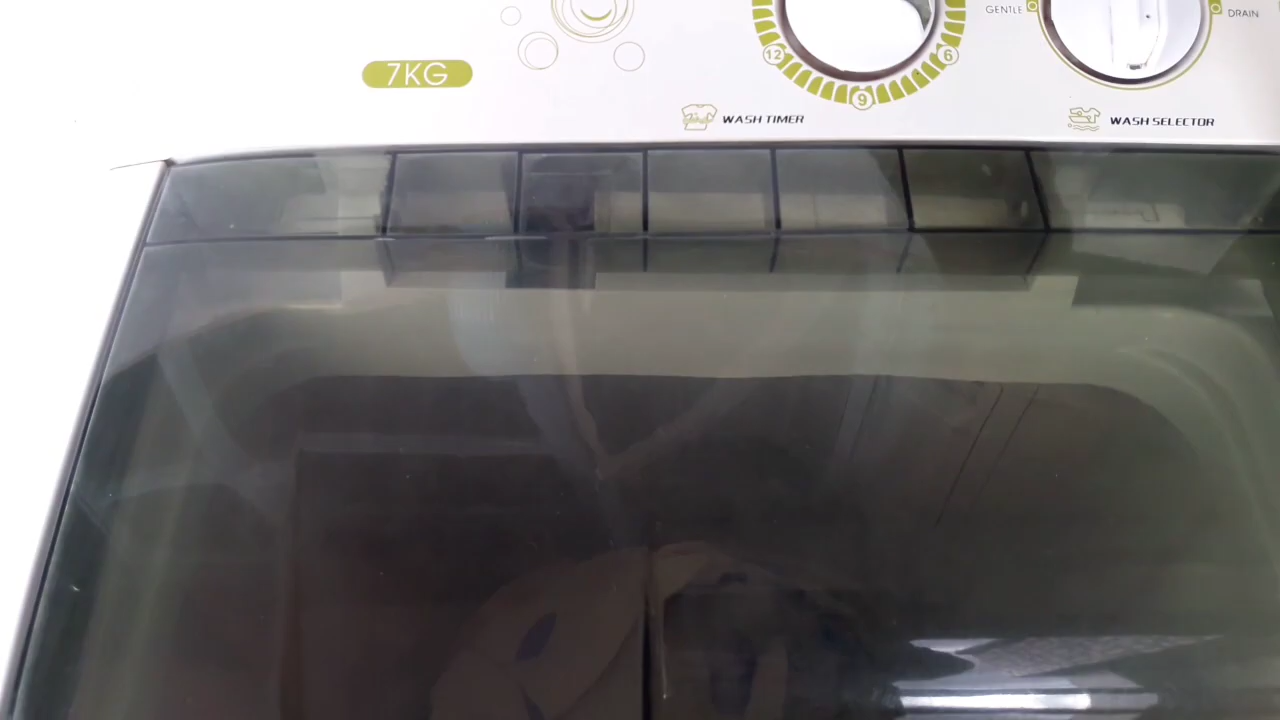 GENTLE
DRAIN
7KG
12
6
9
WASH TIMER
WASH SELECTOR